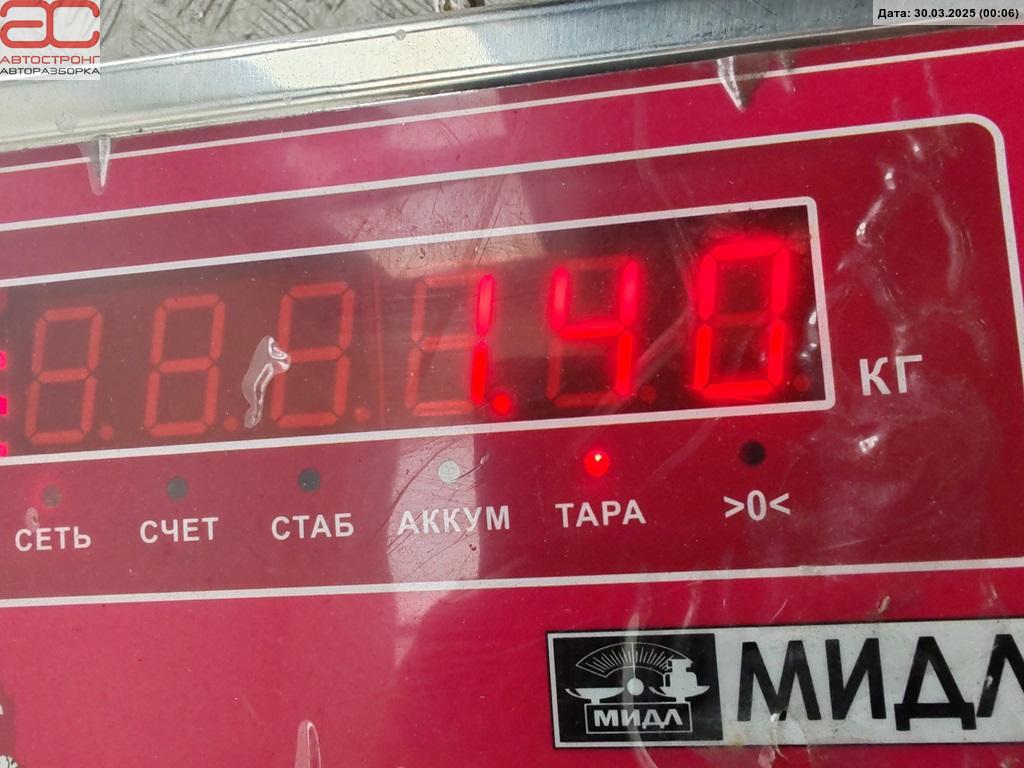 Дата: 30.03.2025 (00:06)
АС
АВТОСТРОНГ
АВТОРАЗБОРКА
1.40
КГ
СЕТЬ СЧЕТ СТАБ АККУМ ТАРА >0<
МИДЛ
МИДЛ